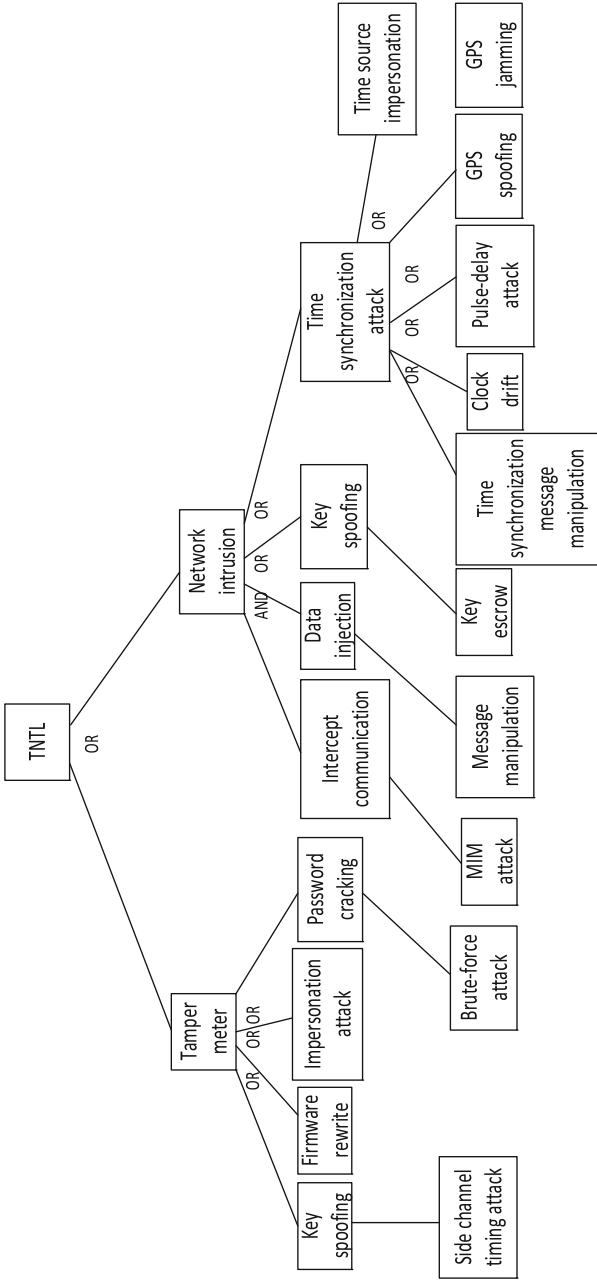 TNTL
OR
Tamper
meter
Network
intrusion
OR
OR
OR
AND
OR
OR
Key
spoofing
Firmware
rewrite
Impersonation
attack
Password
cracking
Intercept
communication
Data
injection
Key
spoofing
Time
synchronization
attack
Time source
impersonation
OR
OR
OR
OR
Side channel
timing attack
Brute-force
attack
MIM
attack
Message
manipulation
Key
escrow
Time
synchronization
message
manipulation
Clock
drift
Pulse-delay
attack
GPS
spoofing
GPS
jamming